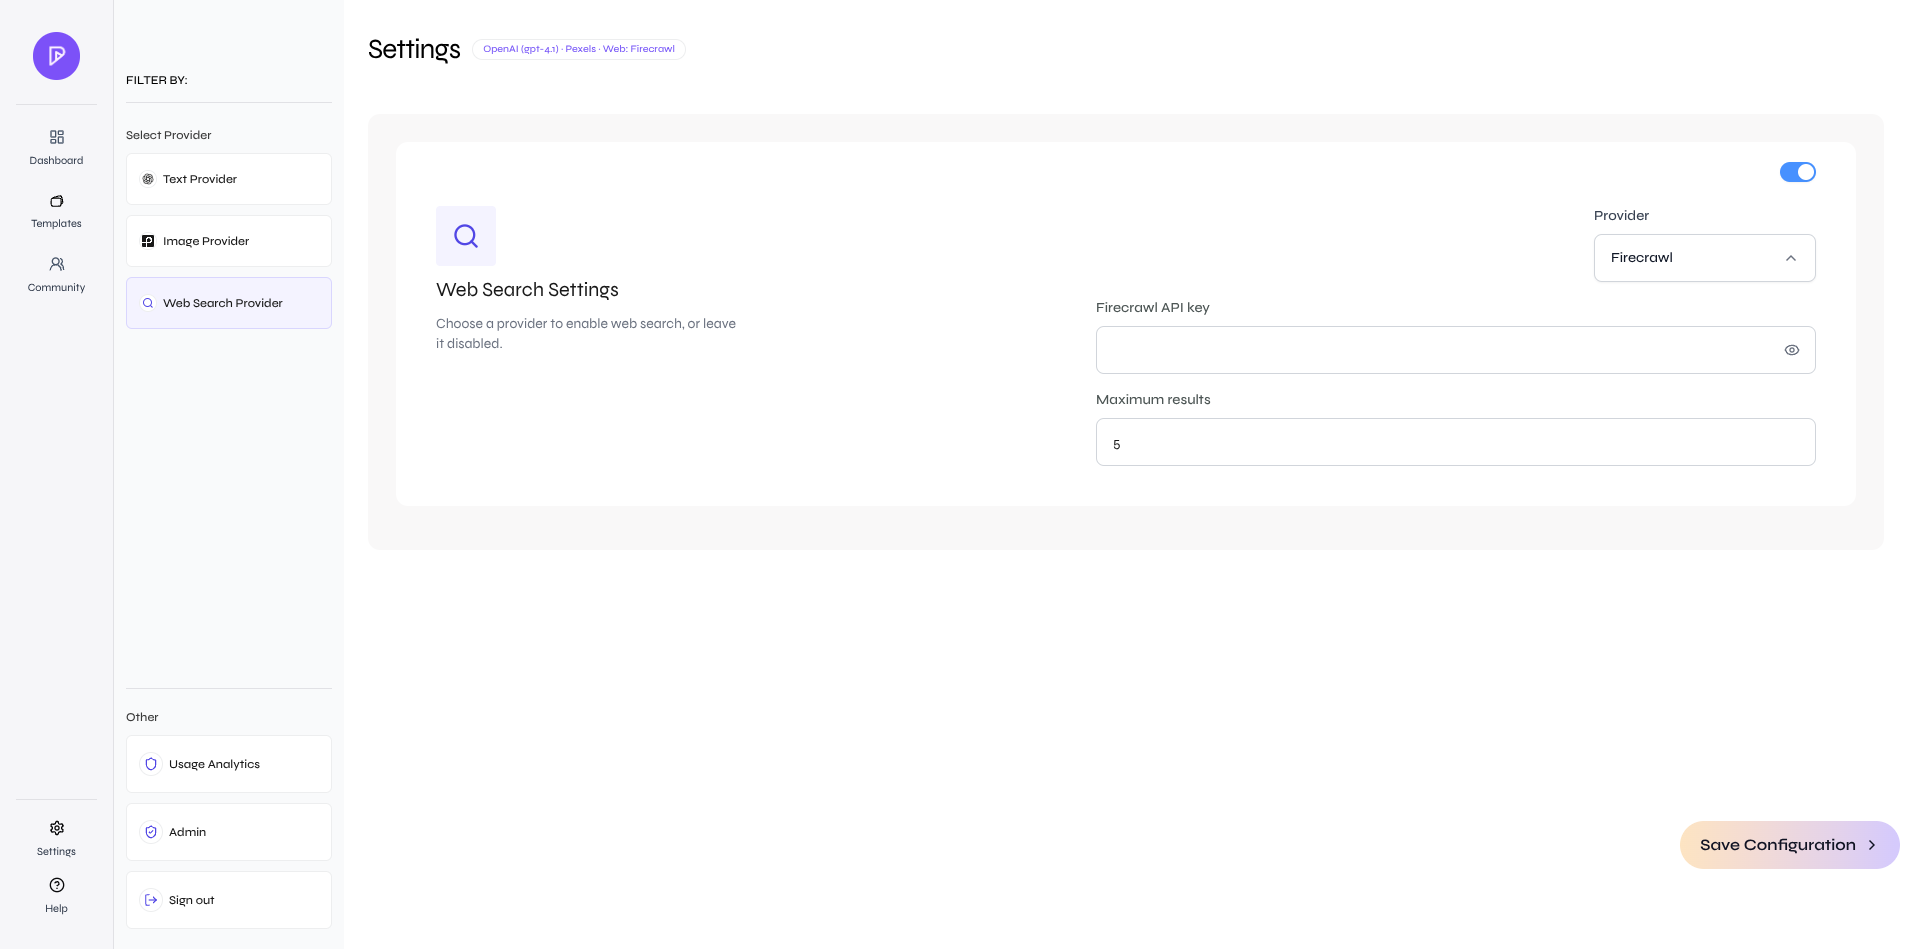 Dashboard
Templates
Community
Settings
Help
FILTER BY:
Select Provider
Text Provider
Image Provider
Web Search Provider
Other
Usage Analytics
Admin
Sign out
Settings
OpenAI (gpt-4.1) · Pexels · Web: Firecrawl
Web Search Settings
Choose a provider to enable web search, or leave
it disabled.
Provider
Firecrawl
Firecrawl API key
Maximum results
5
Save Configuration